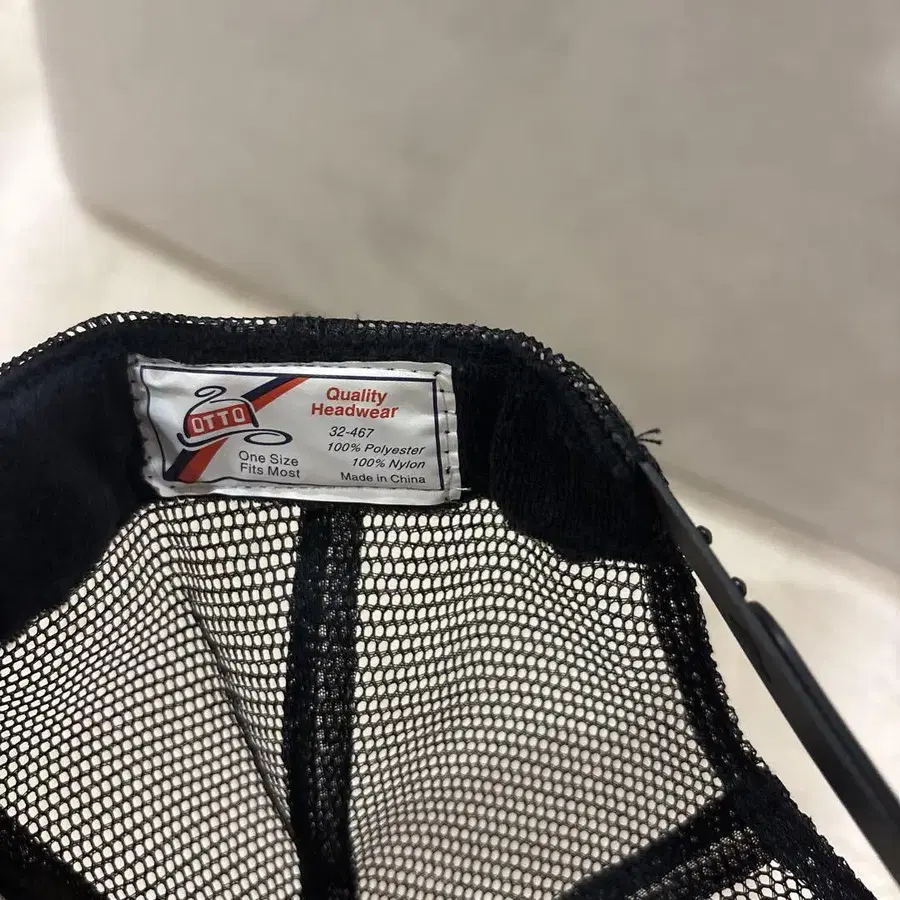 OTTO
One Size
Fits Most
Quality
Headwear
32-467
100% Polyester
100% Nylon
Made in China